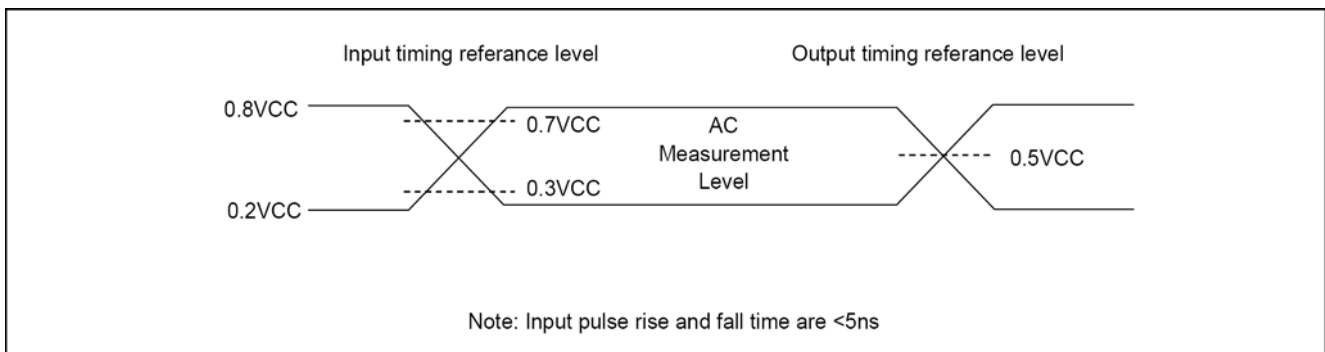 Input timing referance level
Output timing referance level
0.8VCC
0.7VCC
AC
Measurement
Level
0.5VCC
0.3VCC
0.2VCC
Note: Input pulse rise and fall time are <5ns